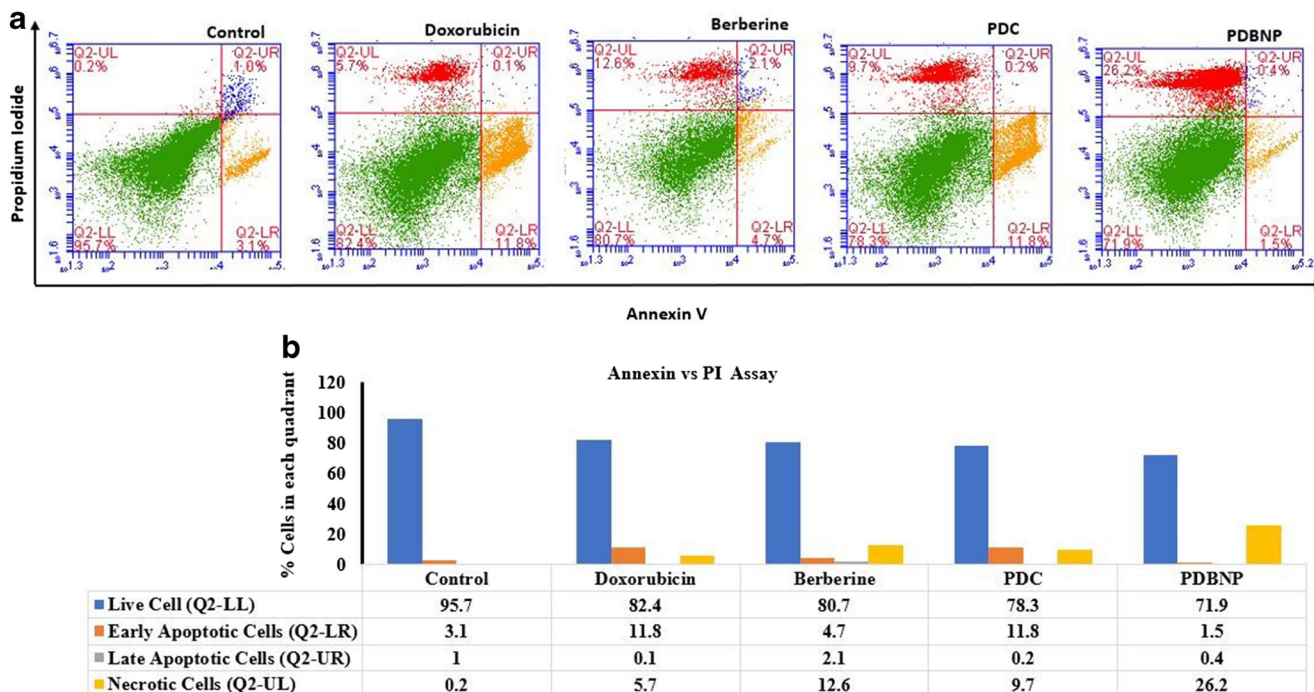 a
Control
Doxorubicin
Berberine
PDC
PDBNP
Propidium Iodide
Q2-UL
0.2%
Q2-UR
1.0%
Q2-LL
95.7%
Q2-LR
3.1%
Q2-UL
5.7%
Q2-UR
0.1%
Q2-LL
82.4%
Q2-LR
11.8%
Q2-UL
12.6%
Q2-UR
2.1%
Q2-LL
80.7%
Q2-LR
4.7%
Q2-UL
9.7%
Q2-UR
0.2%
Q2-LL
78.3%
Q2-LR
11.8%
Q2-UL
26.2%
Q2-UR
0.4%
Q2-LL
71.9%
Q2-LR
1.5%
Annexin V
b
Annexin vs PI Assay
% Cells in each quadrant
120
100
80
60
40
20
0
Control Doxorubicin Berberine PDC PDBNP
Live Cell (Q2-LL) 95.7 82.4 80.7 78.3 71.9
Early Apoptotic Cells (Q2-LR) 3.1 11.8 4.7 11.8 1.5
Late Apoptotic Cells (Q2-UR) 1 0.1 2.1 0.2 0.4
Necrotic Cells (Q2-UL) 0.2 5.7 12.6 9.7 26.2